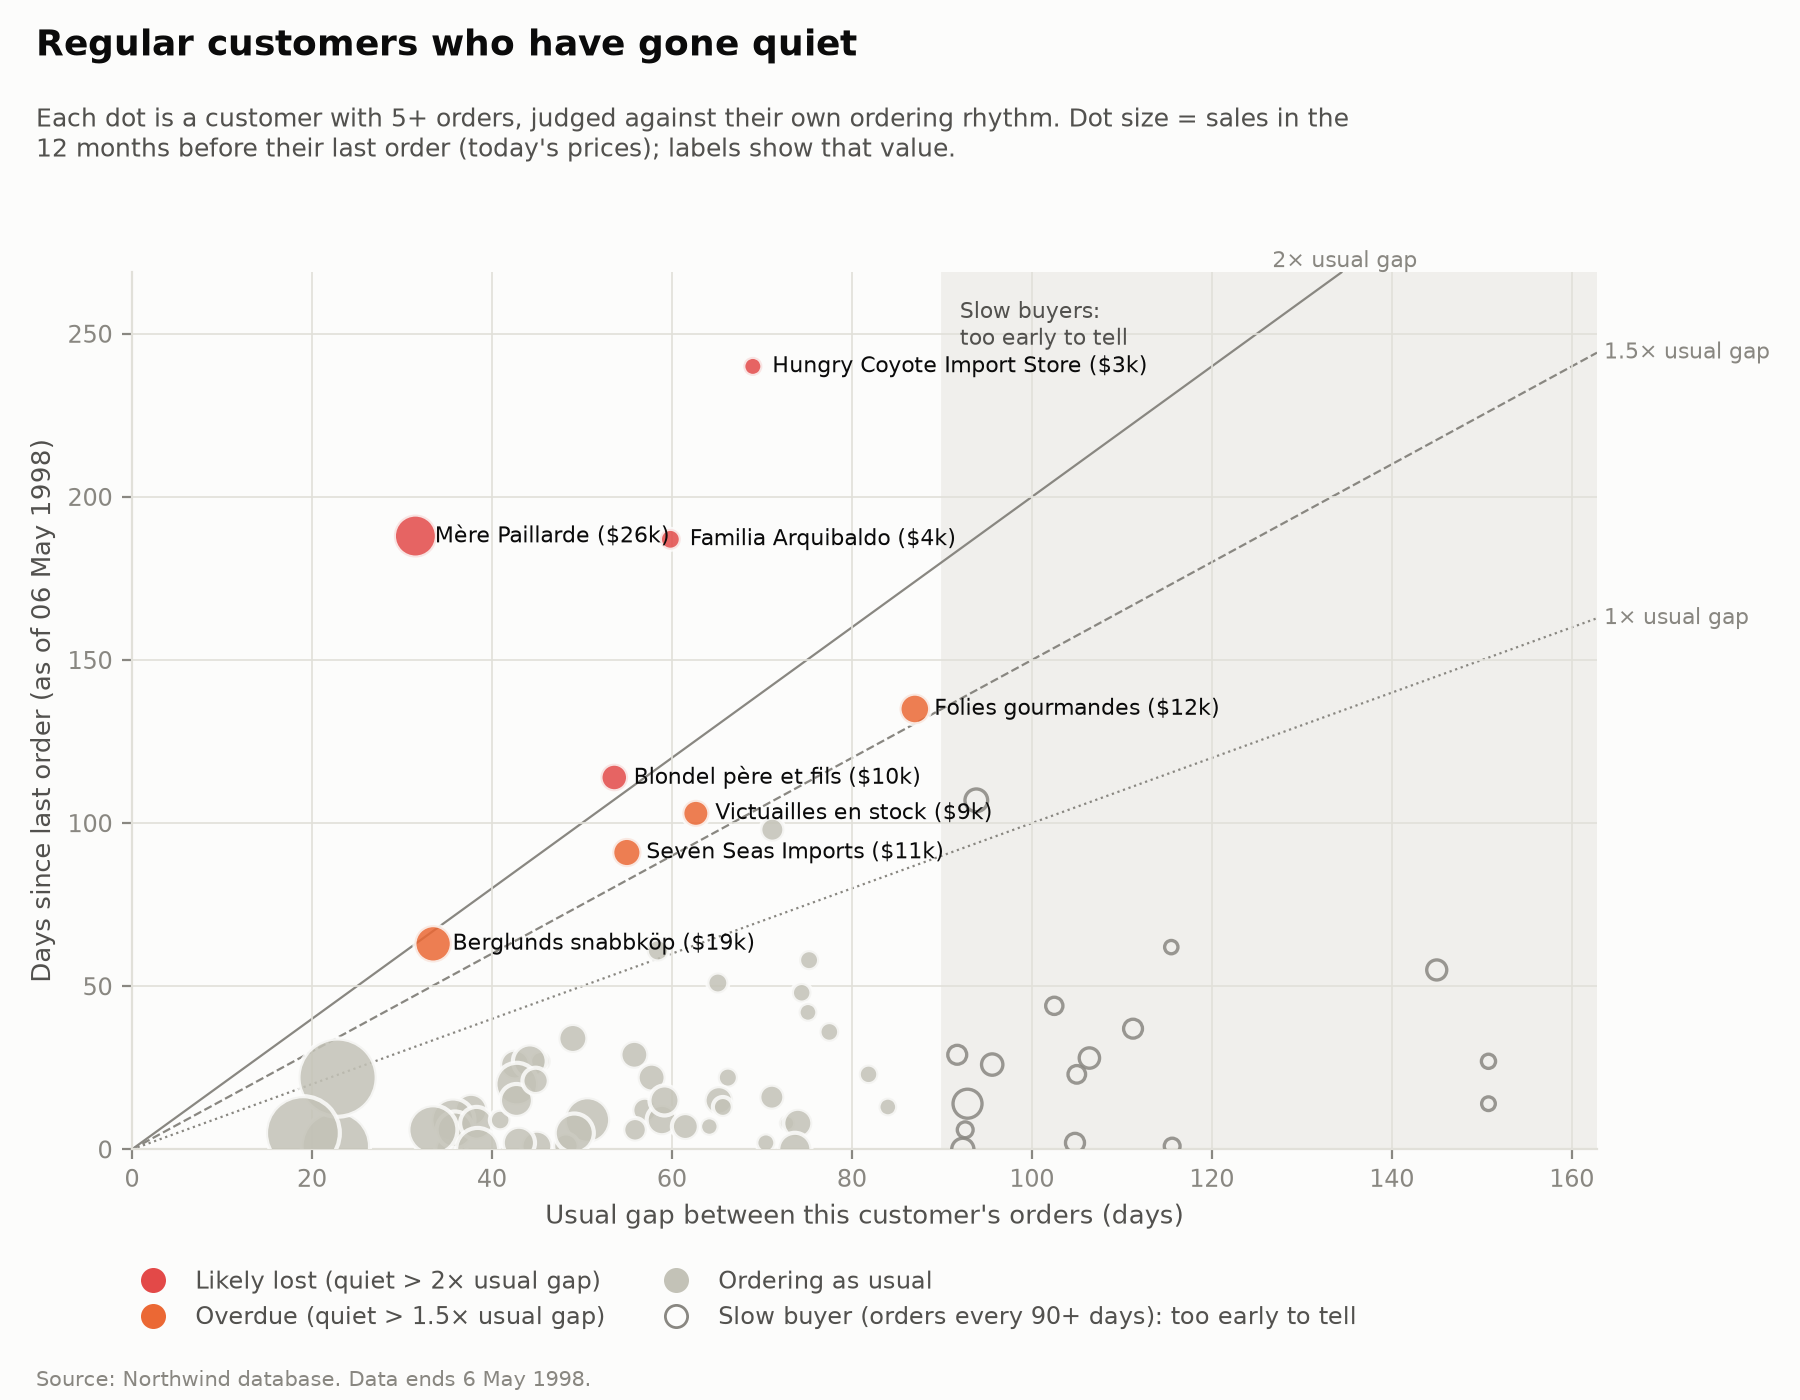 Regular customers who have gone quiet
Each dot is a customer with 5+ orders, judged against their own ordering rhythm. Dot size = sales in the
12 months before their last order (today's prices); labels show that value.
2× usual gap
Slow buyers:
too early to tell
250
1.5× usual gap
Hungry Coyote Import Store ($3k)
200
Mère Paillarde ($26k)
Familia Arquibaldo ($4k)
1× usual gap
150
Folies gourmandes ($12k)
Blondel père et fils ($10k)
Victuailles en stock ($9k)
100
Seven Seas Imports ($11k)
Berglunds snabbköp ($19k)
50
0
Days since last order (as of 06 May 1998)
0 20 40 60 80 100 120 140 160
Usual gap between this customer's orders (days)
Likely lost (quiet > 2× usual gap)
Overdue (quiet > 1.5× usual gap)
Ordering as usual
Slow buyer (orders every 90+ days): too early to tell
Source: Northwind database. Data ends 6 May 1998.